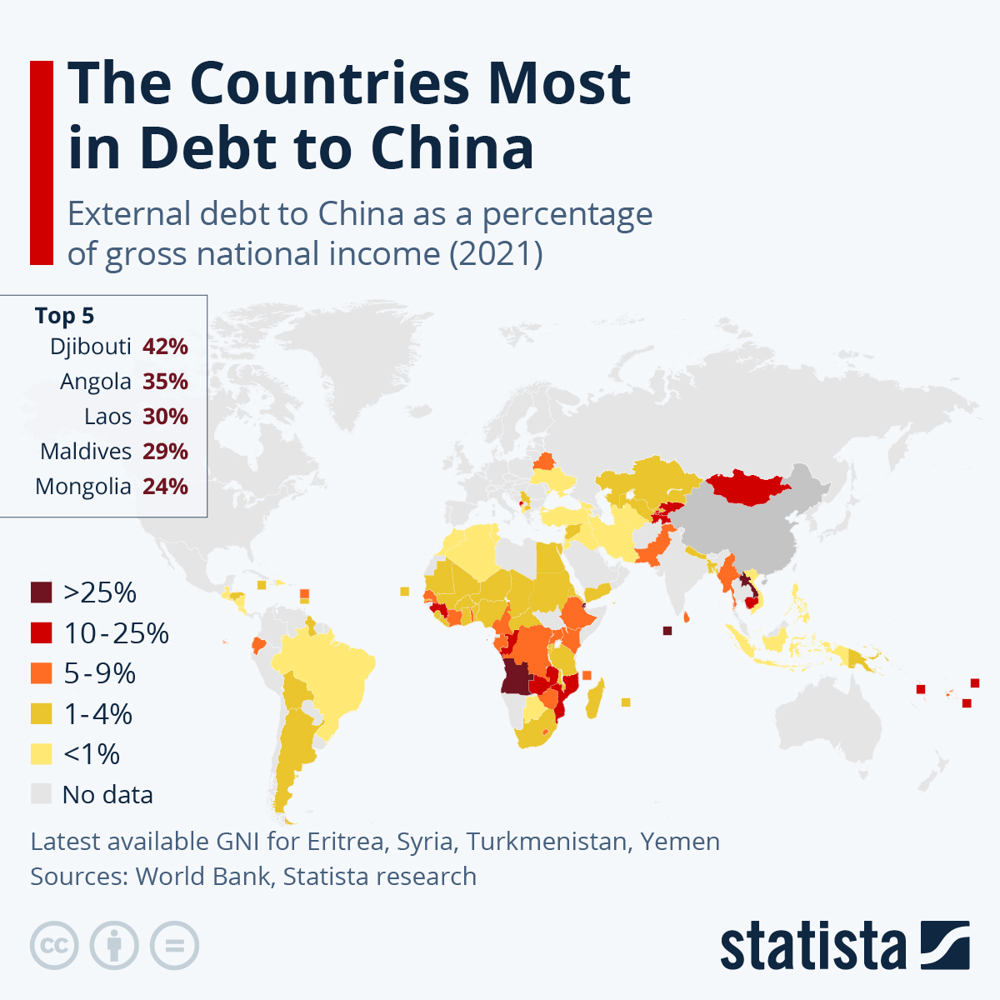 The Countries Most
in Debt to China
External debt to China as a percentage
of gross national income (2021)
Top 5
Djibouti 42%
Angola 35%
Laos 30%
Maldives 29%
Mongolia 24%
>25%
10-25%
5-9%
1-4%
<1%
No data
Latest available GNI for Eritrea, Syria, Turkmenistan, Yemen
Sources: World Bank, Statista research
cc
=
statista